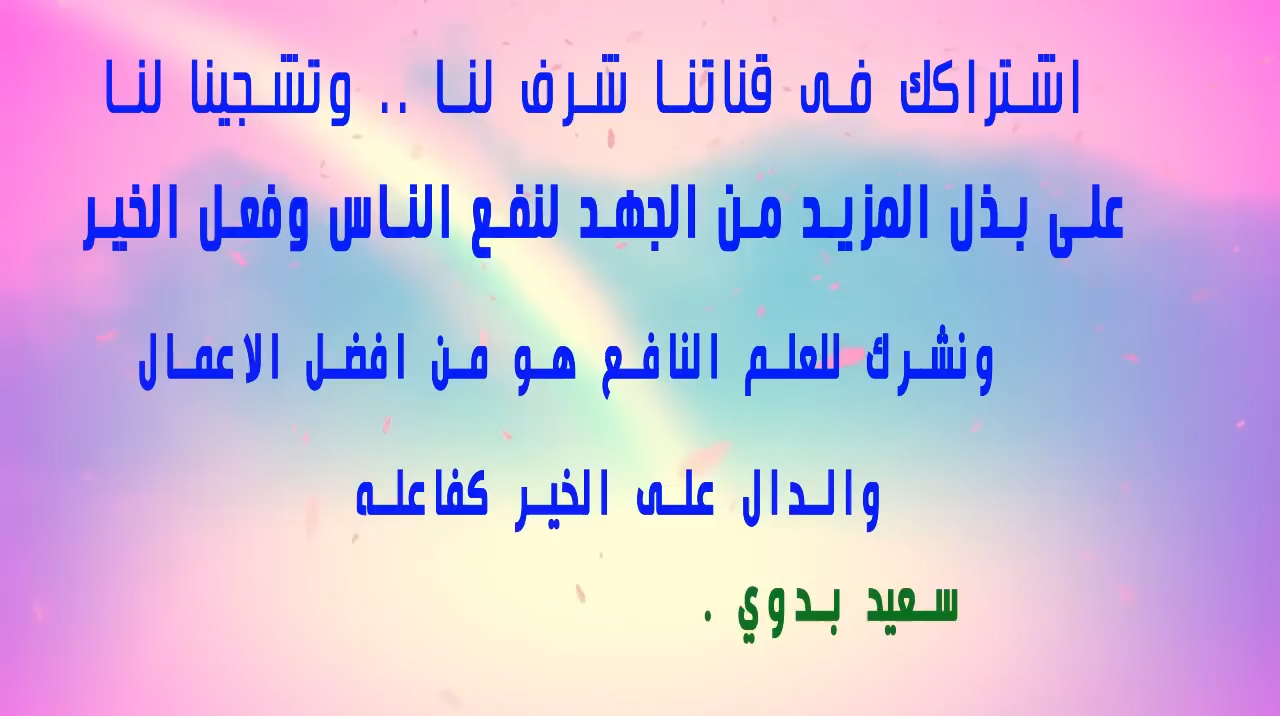 اشتراكك فى قناتنا شرف لنا .. وتشجينا لنا
على بذل المزيد من الجهد لنفع الناس وفعل الخير
ونشرك للعلم النافع هو من افضل الاعمال
والدال على الخير كفاعله
سعيد بدوي .